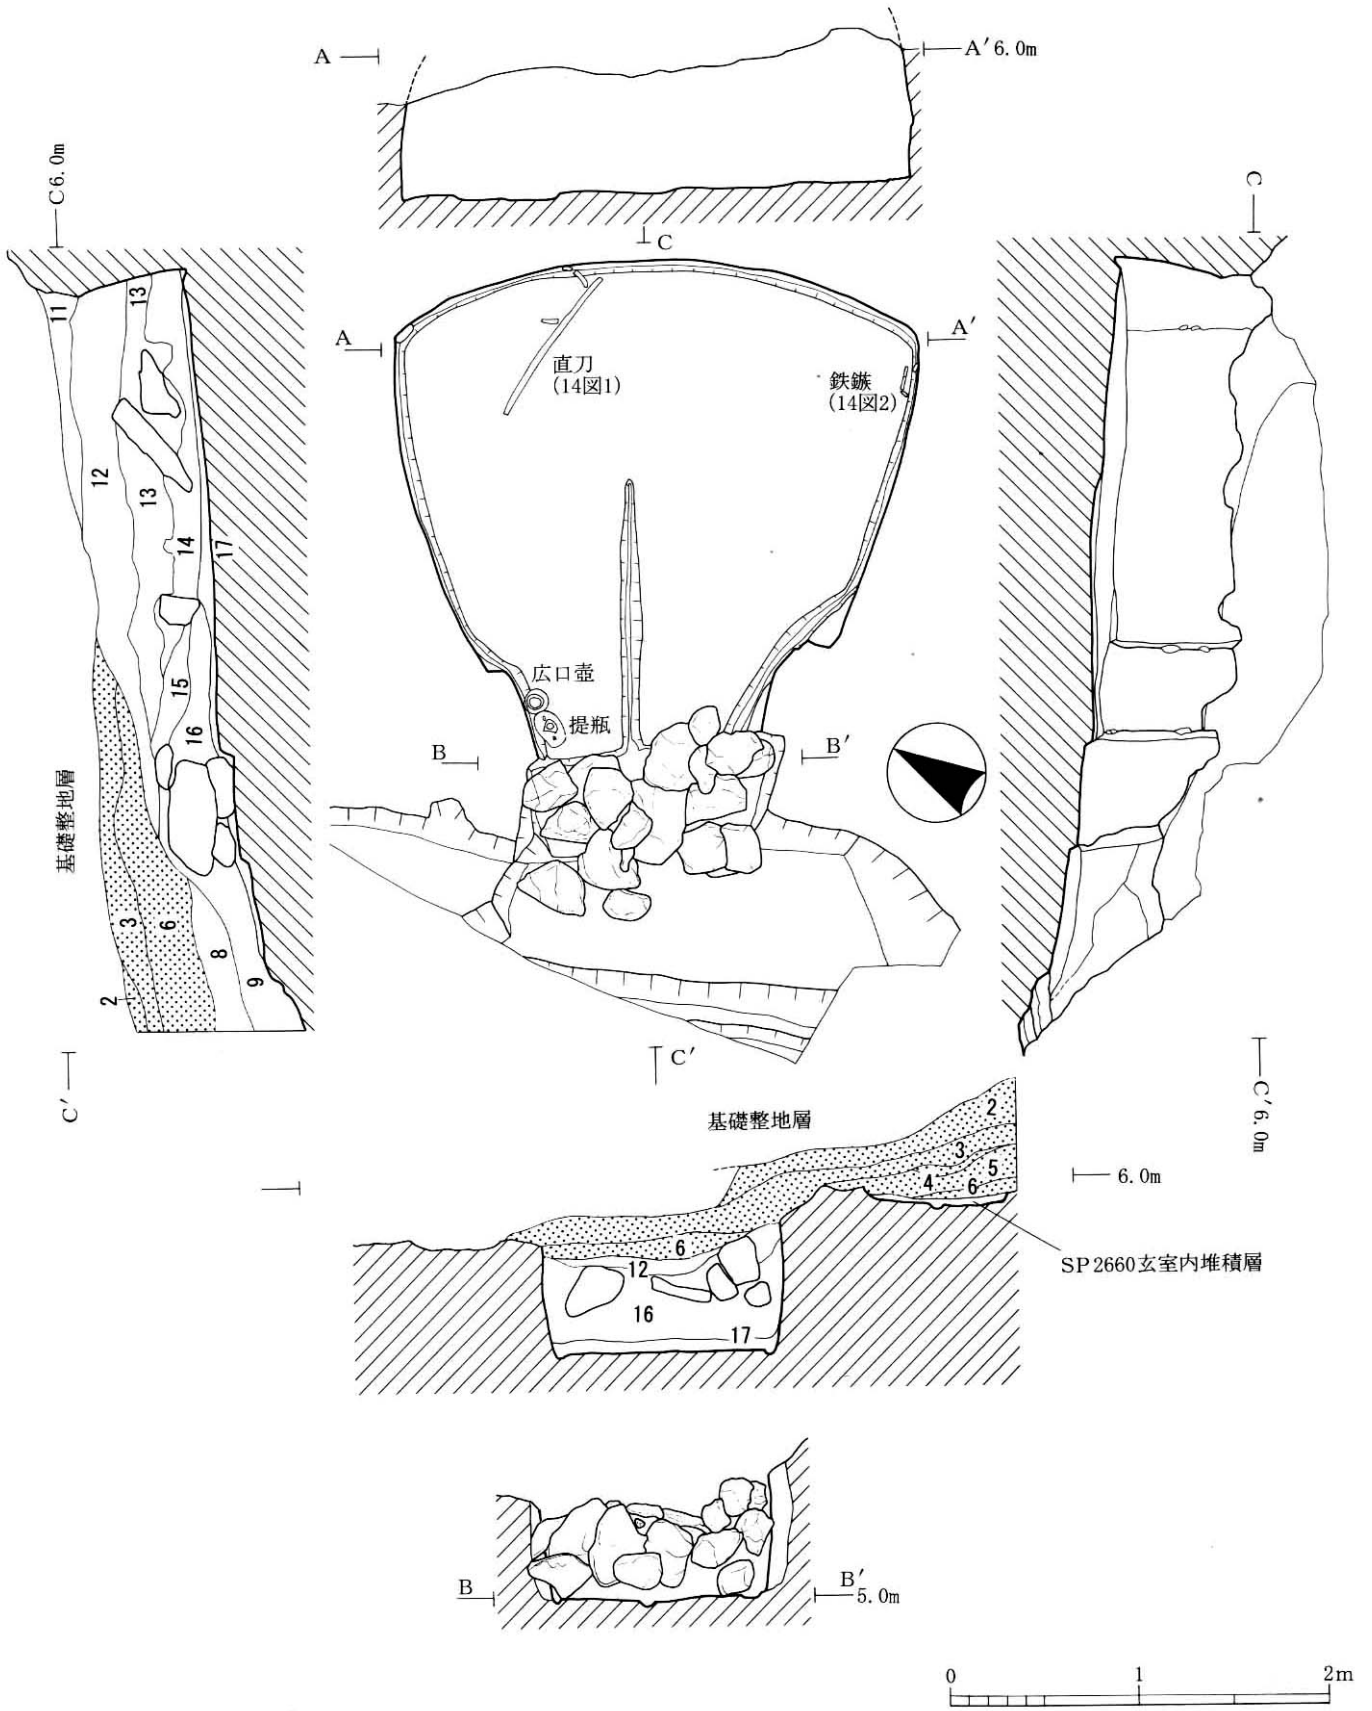 A
A′6.0m
C6.0m
C
C
11
13
12
13
14
17
15
16
3
6
8
9
2
基礎整地層
C′
A
A′
直刀
(14図1)
鉄鏃
(14図2)
広口壺
提瓶
B
B′
C′
C′6.0m
基礎整地層
2
3
5
4
6
6.0m
6
12
16
17
SP2660玄室内堆積層
B
B′
5.0m
0
1
2m